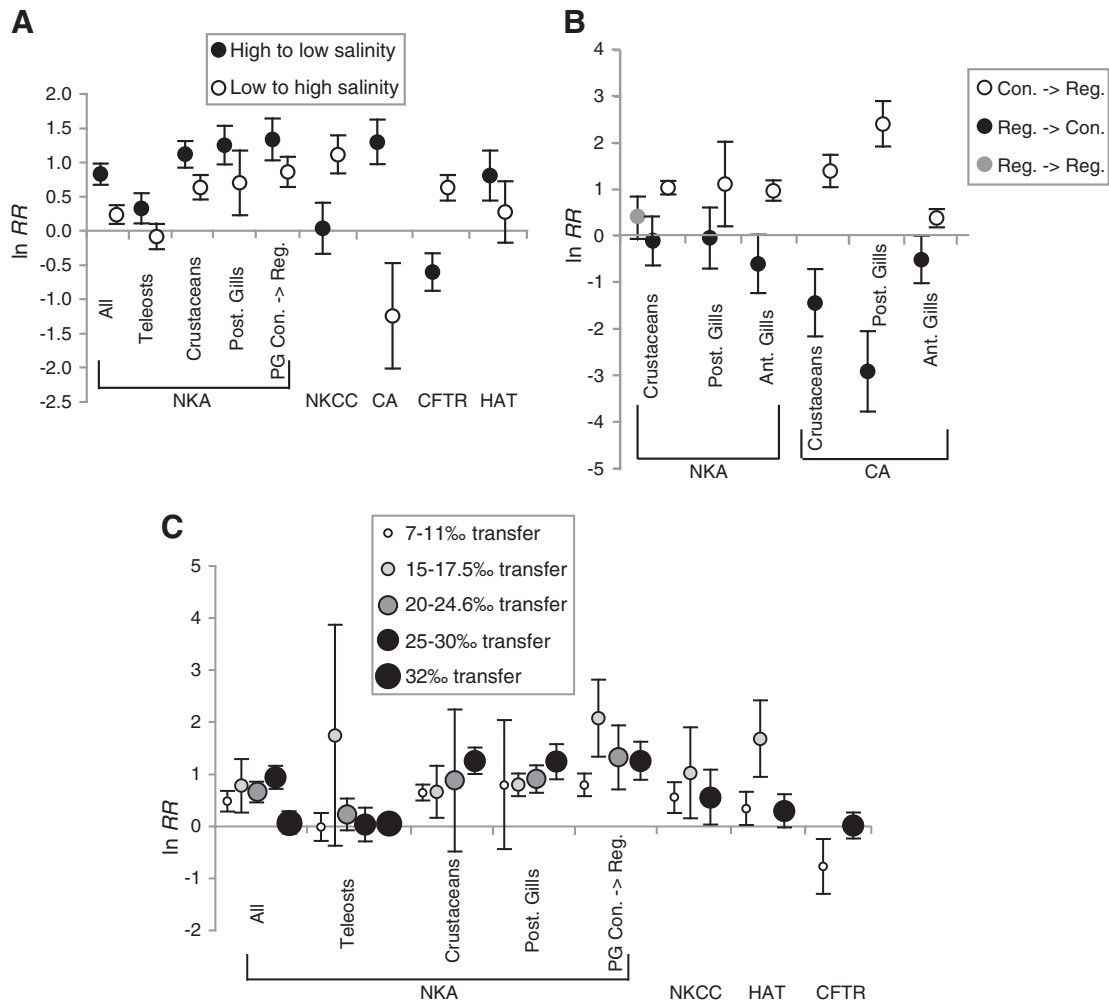 A
High to low salinity
Low to high salinity
2.0
1.5
1.0
0.5
0.0
-0.5
-1.0
-1.5
-2.0
-2.5
ln RR
All
Teleosts
Crustaceans
Post. Gills
PG Con. -> Reg.
NKA
NKCC
CA
CFTR
HAT
B
Con. -> Reg.
Reg. -> Con.
Reg. -> Reg.
4
3
2
1
0
-1
-2
-3
-4
-5
ln RR
Crustaceans
Post. Gills
Ant. Gills
Crustaceans
Post. Gills
Ant. Gills
NKA
CA
C
7-11‰ transfer
15-17.5‰ transfer
20-24.6‰ transfer
25-30‰ transfer
32‰ transfer
5
4
3
2
1
0
-1
-2
ln RR
All
Teleosts
Crustaceans
Post. Gills
PG Con. -> Reg.
NKA
NKCC
HAT
CFTR